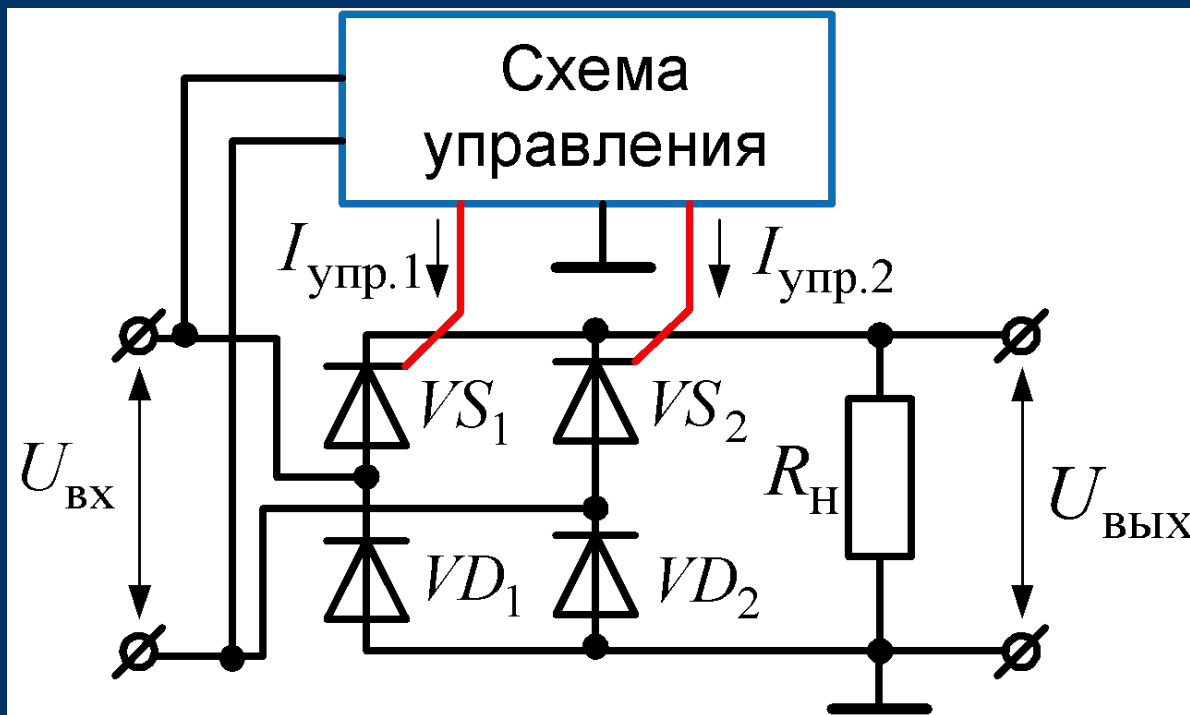 Схема
управления
Iупр.1
Iупр.2
VS1
VS2
Uвх
Rн
Uвых
VD1
VD2